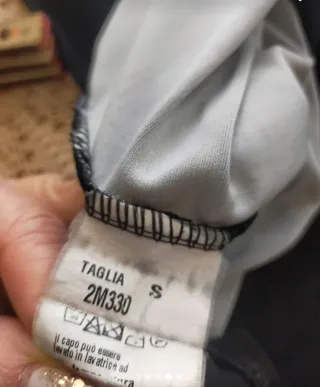 TAGLIA S
2M330
Il capo può essere
lavato in lavatrice ad